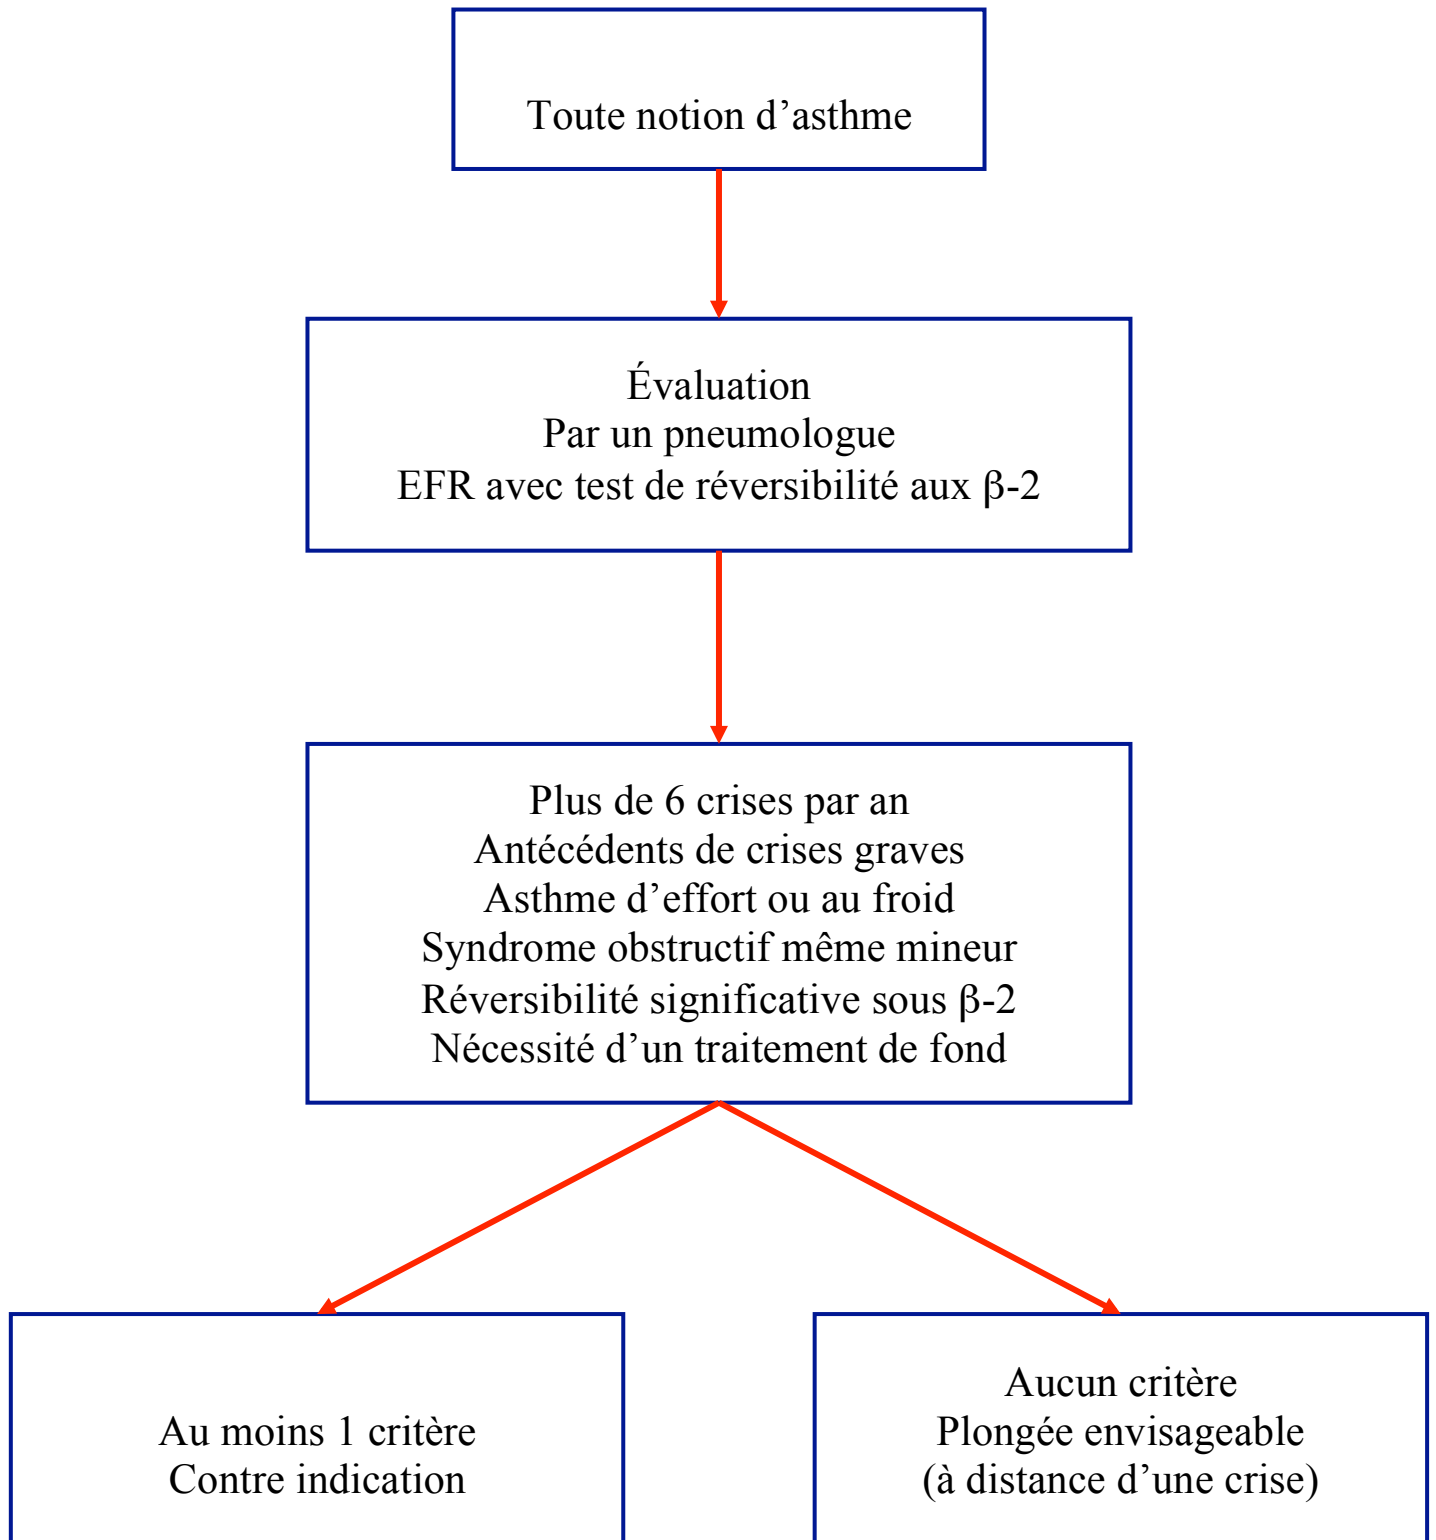 Toute notion d’asthme
Évaluation
Par un pneumologue
EFR avec test de réversibilité aux β-2
Plus de 6 crises par an
Antécédents de crises graves
Asthme d’effort ou au froid
Syndrome obstructif même mineur
Réversibilité significative sous β-2
Nécessité d’un traitement de fond
Au moins 1 critère
Contre indication
Aucun critère
Plongée envisageable
(à distance d’une crise)